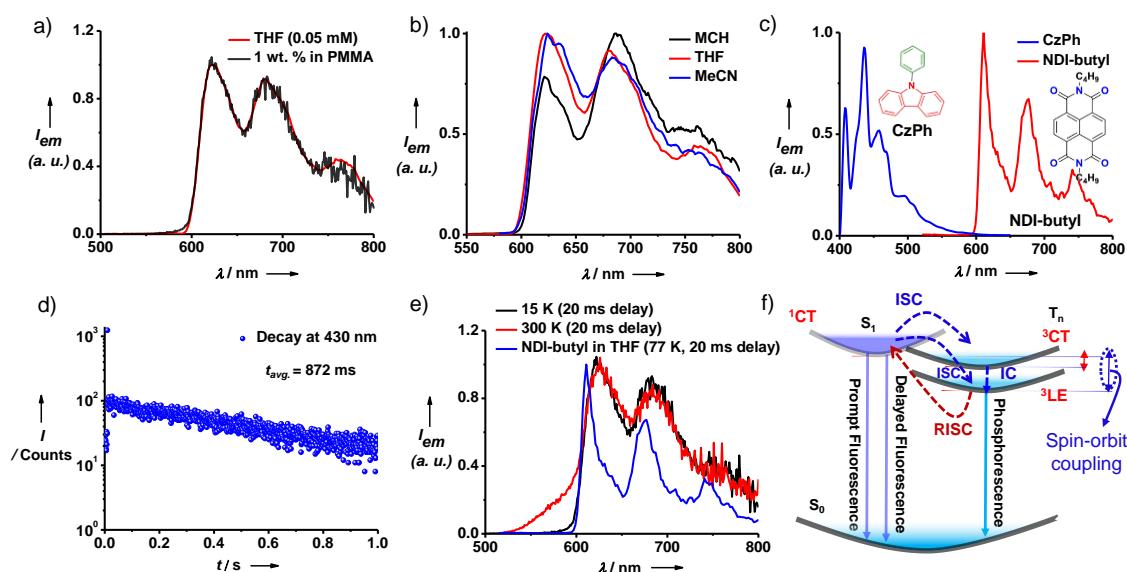 a)
THF (0.05 mM)
1 wt. % in PMMA
1.2
0.8
0.4
0.0
I_em
(a. u.)
500 600 700 800
λ / nm
b)
MCH
THF
MeCN
1.0
0.5
0.0
I_em
(a. u.)
550 600 650 700 750 800
λ / nm
c)
CzPh
NDI-butyl
1.0
0.5
0.0
I_em
(a. u.)
N
CzPh
C4H9
O N O
O N O
C4H9
NDI-butyl
400 500 600 700 800
λ / nm
d)
Decay at 430 nm
t_avg. = 872 ms
10^3
10^2
10^1
10^0
I
/ Counts
0.0 0.2 0.4 0.6 0.8 1.0
t / s
e)
15 K (20 ms delay)
300 K (20 ms delay)
NDI-butyl in THF (77 K, 20 ms delay)
1.2
0.8
0.4
0.0
I_em
(a. u.)
500 600 700 800
λ / nm
f)
ISC
^1CT
S_1
T_n
^3CT
ISC
IC
^3LE
RISC
Spin-orbit
coupling
Prompt Fluorescence
Delayed Fluorescence
Phosphorescence
S_0